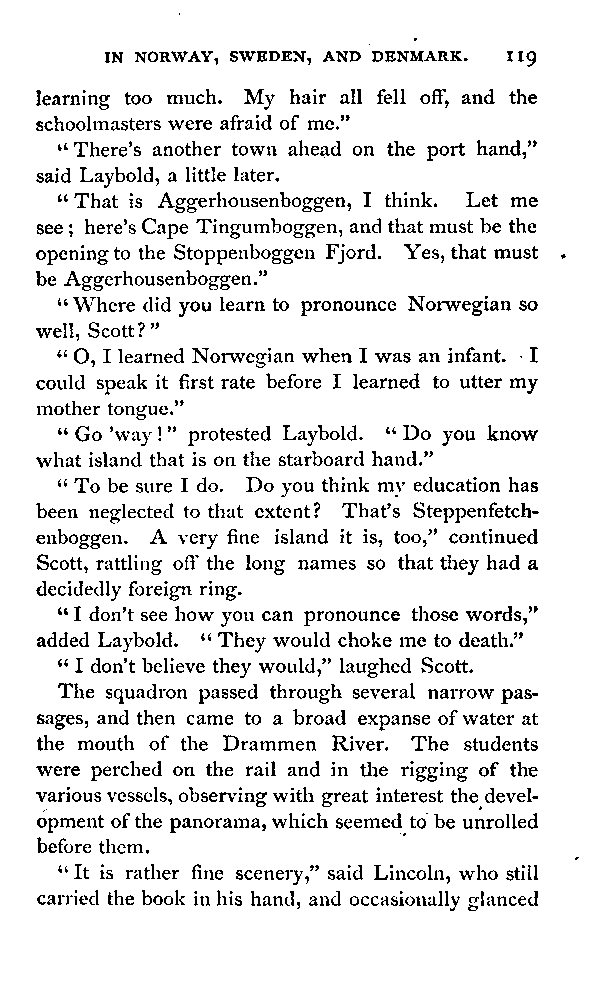 IN NORWAY, SWEDEN, AND DENMARK. 119
learning too much. My hair all fell off, and the
schoolmasters were afraid of me."
"There's another town ahead on the port hand,"
said Laybold, a little later.
"That is Aggerhousenboggen, I think. Let me
see; here's Cape Tingumboggen, and that must be the
opening to the Stoppenboggen Fjord. Yes, that must
be Aggerhousenboggen."
"Where did you learn to pronounce Norwegian so
well, Scott?"
"O, I learned Norwegian when I was an infant. I
could speak it first rate before I learned to utter my
mother tongue."
"Go 'way!" protested Laybold. "Do you know
what island that is on the starboard hand."
"To be sure I do. Do you think my education has
been neglected to that extent? That's Steppenfetch-
enboggen. A very fine island it is, too," continued
Scott, rattling off the long names so that they had a
decidedly foreign ring.
"I don't see how you can pronounce those words,"
added Laybold. "They would choke me to death."
"I don't believe they would," laughed Scott.
The squadron passed through several narrow pas-
sages, and then came to a broad expanse of water at
the mouth of the Drammen River. The students
were perched on the rail and in the rigging of the
various vessels, observing with great interest the devel-
opment of the panorama, which seemed to be unrolled
before them.
"It is rather fine scenery," said Lincoln, who still
carried the book in his hand, and occasionally glanced